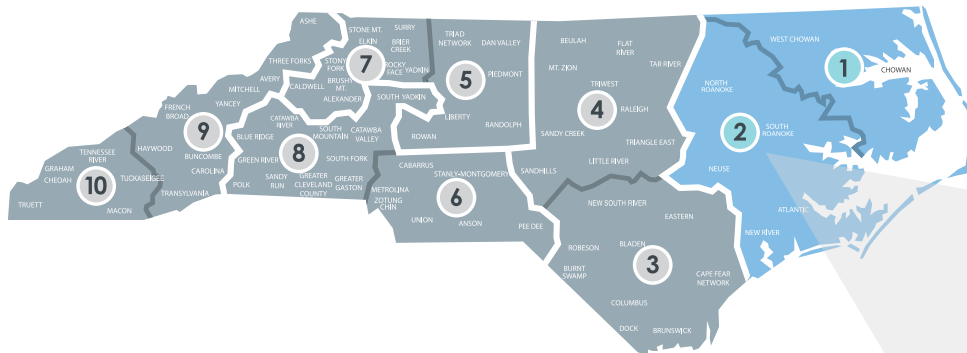 ASHE
THREE FORKS
AVERY
MITCHELL
YANCEY
FRENCH
BROAD
9
BUNCOMBE
HAYWOOD
CAROLINA
TRANSYLVANIA
TENNESSEE
RIVER
GRAHAM
CHEOAH
10
TUCKASEIGEE
TRUETT
MACON
STONE MT.
SURRY
ELKIN
BRIER
CREEK
STONY
FORK
7
ROCKY
FACE
YADKIN
BRUSHY
MT.
CALDWELL
ALEXANDER
CATAWBA
RIVER
BLUE RIDGE
SOUTH
MOUNTAIN
CATAWBA
VALLEY
8
GREEN RIVER
SOUTH FORK
POLK
SANDY
RUN
GREATER
CLEVELAND
COUNTY
GREATER
GASTON
TRIAD
NETWORK
DAN VALLEY
5
PIEDMONT
SOUTH YADKIN
LIBERTY
RANDOLPH
ROWAN
CABARRUS
STANLY-MONTGOMERY
METROLINA
ZOTUNG
CHIN
6
UNION
ANSON
PEE DEE
BEULAH
FLAT
RIVER
TAR RIVER
MT. ZION
TRIWEST
4
RALEIGH
SANDY CREEK
TRIANGLE EAST
LITTLE RIVER
SANDHILLS
NEW SOUTH RIVER
EASTERN
ROBESON
BLADEN
3
BURNT
SWAMP
CAPE FEAR
NETWORK
COLUMBUS
DOCK
BRUNSWICK
WEST CHOWAN
1
CHOWAN
NORTH
ROANOKE
2
SOUTH
ROANOKE
NEUSE
ATLANTIC
NEW RIVER